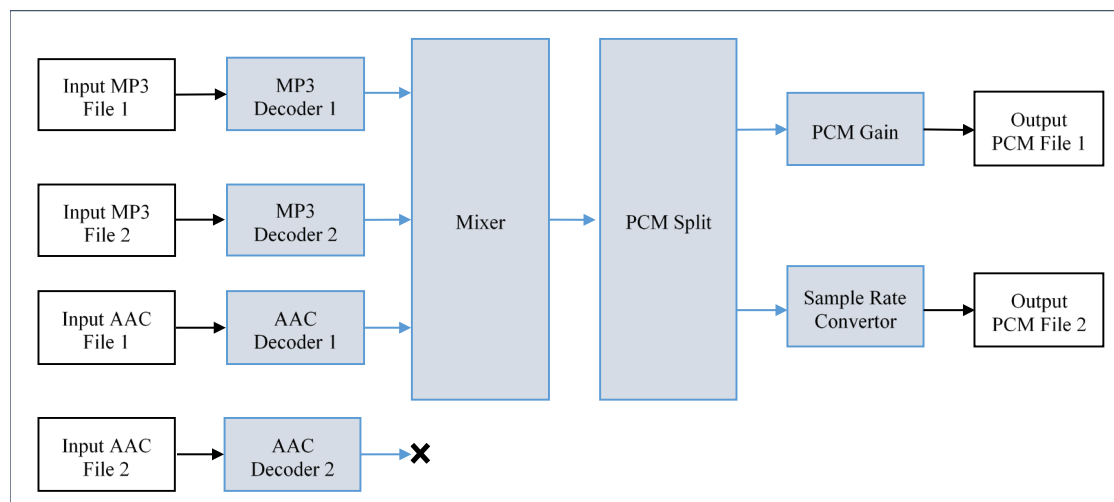 Input MP3
File 1
MP3
Decoder 1
Input MP3
File 2
MP3
Decoder 2
Input AAC
File 1
AAC
Decoder 1
Input AAC
File 2
AAC
Decoder 2
Mixer
PCM Split
PCM Gain
Output
PCM File 1
Sample Rate
Convertor
Output
PCM File 2